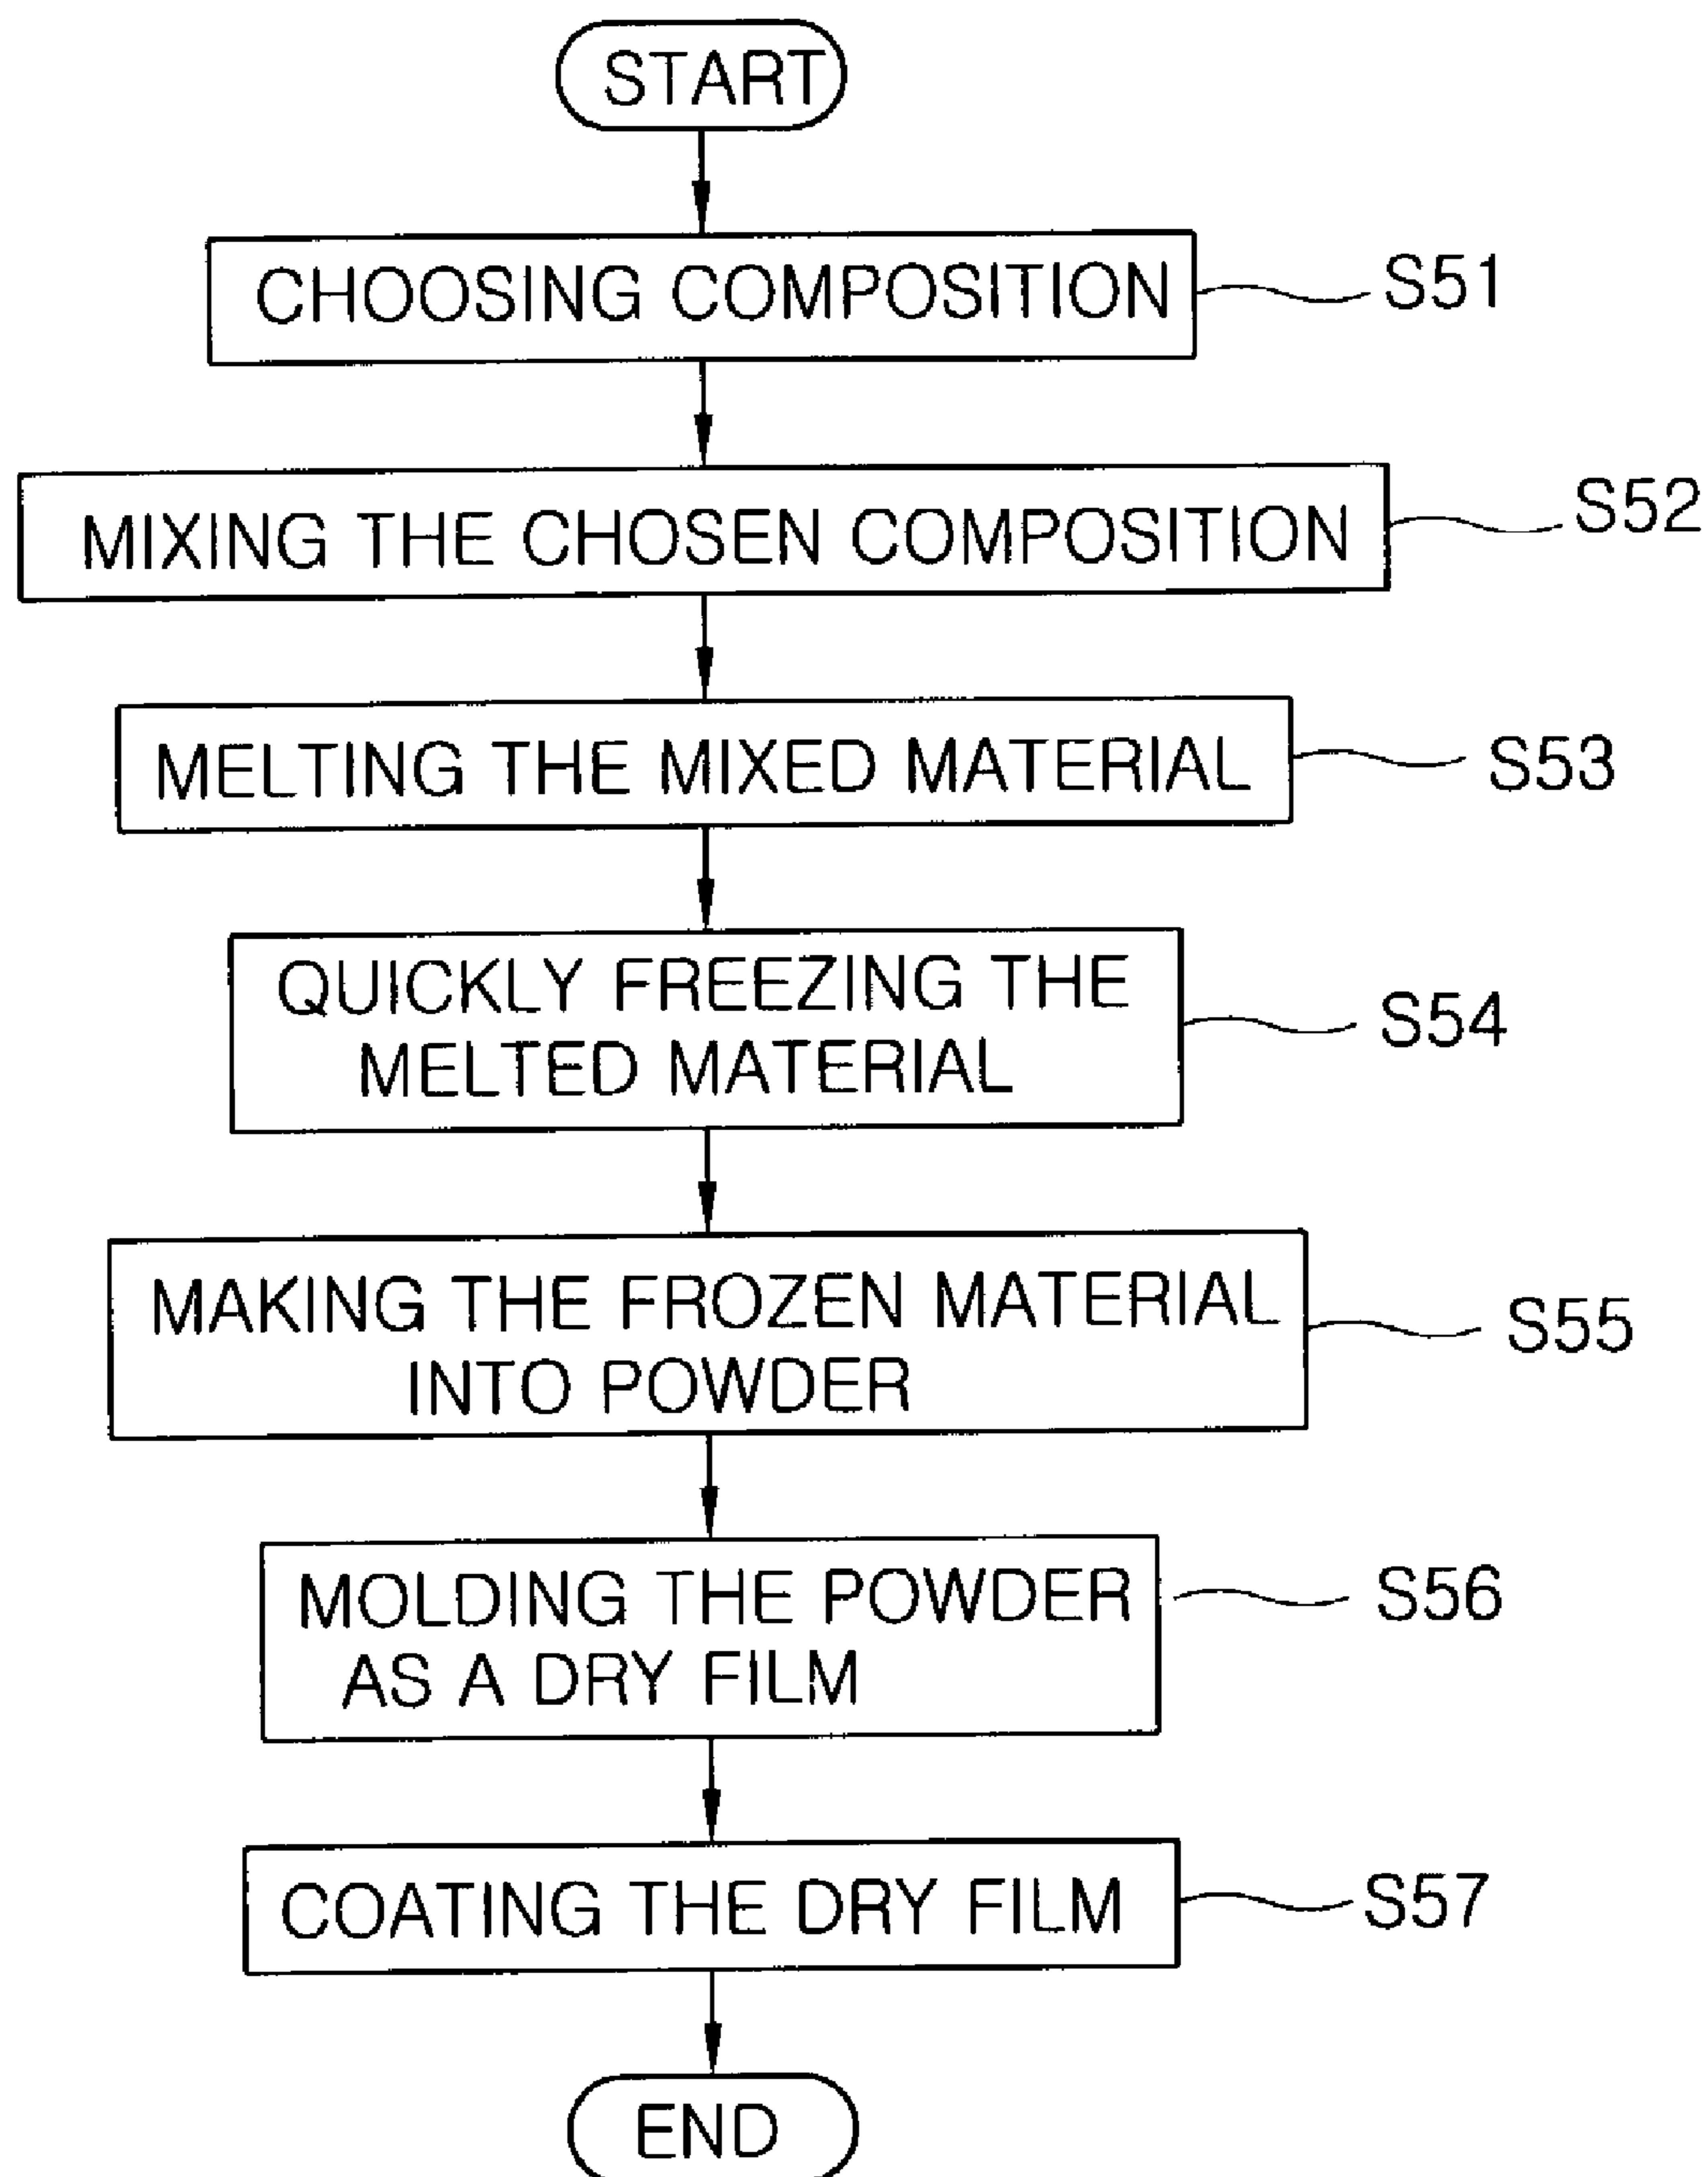 START
CHOOSING COMPOSITION
S51
MIXING THE CHOSEN COMPOSITION
S52
MELTING THE MIXED MATERIAL
S53
QUICKLY FREEZING THE
MELTED MATERIAL
S54
MAKING THE FROZEN MATERIAL
INTO POWDER
S55
MOLDING THE POWDER
AS A DRY FILM
S56
COATING THE DRY FILM
S57
END